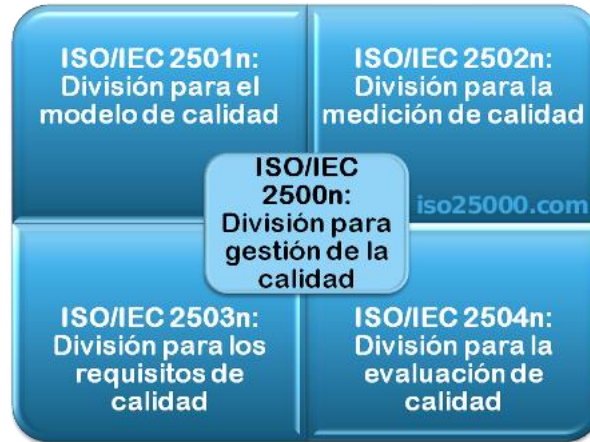 ISO/IEC 2501n:
División para el
modelo de calidad
ISO/IEC 2502n:
División para la
medición de calidad
ISO/IEC
2500n:
División para
gestión de la
calidad
iso25000.com
ISO/IEC 2503n:
División para los
requisitos de
calidad
ISO/IEC 2504n:
División para la
evaluación de
calidad